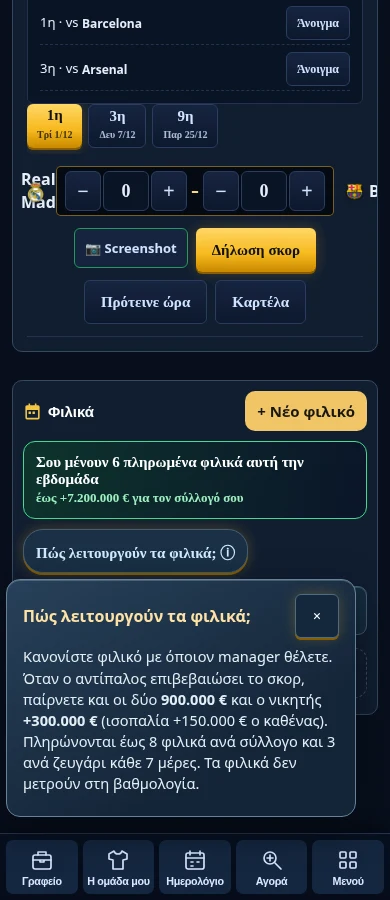 1η · vs Barcelona Άνοιγμα
3η · vs Arsenal Άνοιγμα
1η 3η 9η
Τρί 1/12 Δευ 7/12 Παρ 25/12
Real
Mad
− 0 + - − 0 + B
📷 Screenshot Δήλωση σκορ
Πρότεινε ώρα Καρτέλα
Φιλικά + Νέο φιλικό
Σου μένουν 6 πληρωμένα φιλικά αυτή την
εβδομάδα
έως +7.200.000 € για τον σύλλογό σου
Πώς λειτουργούν τα φιλικά; ⓘ
Πώς λειτουργούν τα φιλικά; ×
Κανονίστε φιλικό με όποιον manager θέλετε.
Όταν ο αντίπαλος επιβεβαιώσει το σκορ,
παίρνετε και οι δύο 900.000 € και ο νικητής
+300.000 € (ισοπαλία +150.000 € ο καθένας).
Πληρώνονται έως 8 φιλικά ανά σύλλογο και 3
ανά ζευγάρι κάθε 7 μέρες. Τα φιλικά δεν
μετρούν στη βαθμολογία.
Γραφείο Η ομάδα μου Ημερολόγιο Αγορά Μενού